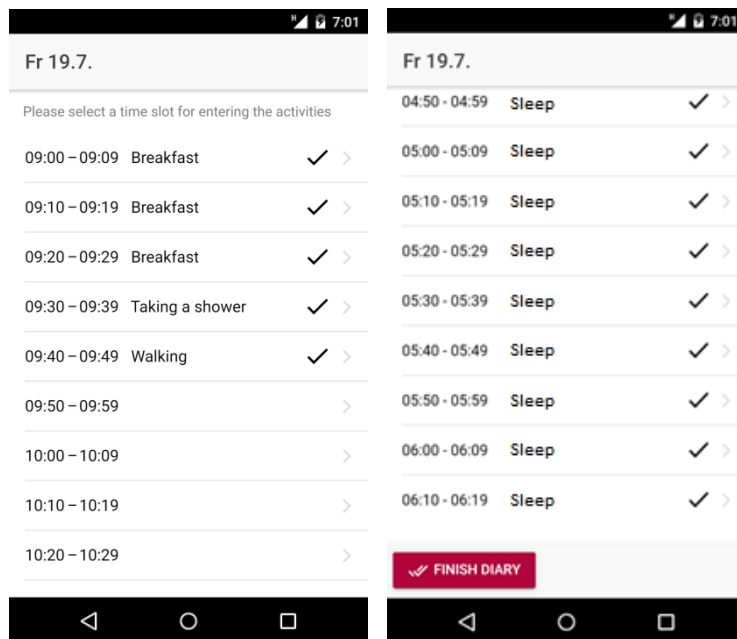 H 7:01
Fr 19.7.
Please select a time slot for entering the activities
09:00 – 09:09 Breakfast
09:10 – 09:19 Breakfast
09:20 – 09:29 Breakfast
09:30 – 09:39 Taking a shower
09:40 – 09:49 Walking
09:50 – 09:59
10:00 – 10:09
10:10 – 10:19
10:20 – 10:29
H 7:01
Fr 19.7.
04:50 - 04:59 Sleep
05:00 - 05:09 Sleep
05:10 - 05:19 Sleep
05:20 - 05:29 Sleep
05:30 - 05:39 Sleep
05:40 - 05:49 Sleep
05:50 - 05:59 Sleep
06:00 - 06:09 Sleep
06:10 - 06:19 Sleep
FINISH DIARY